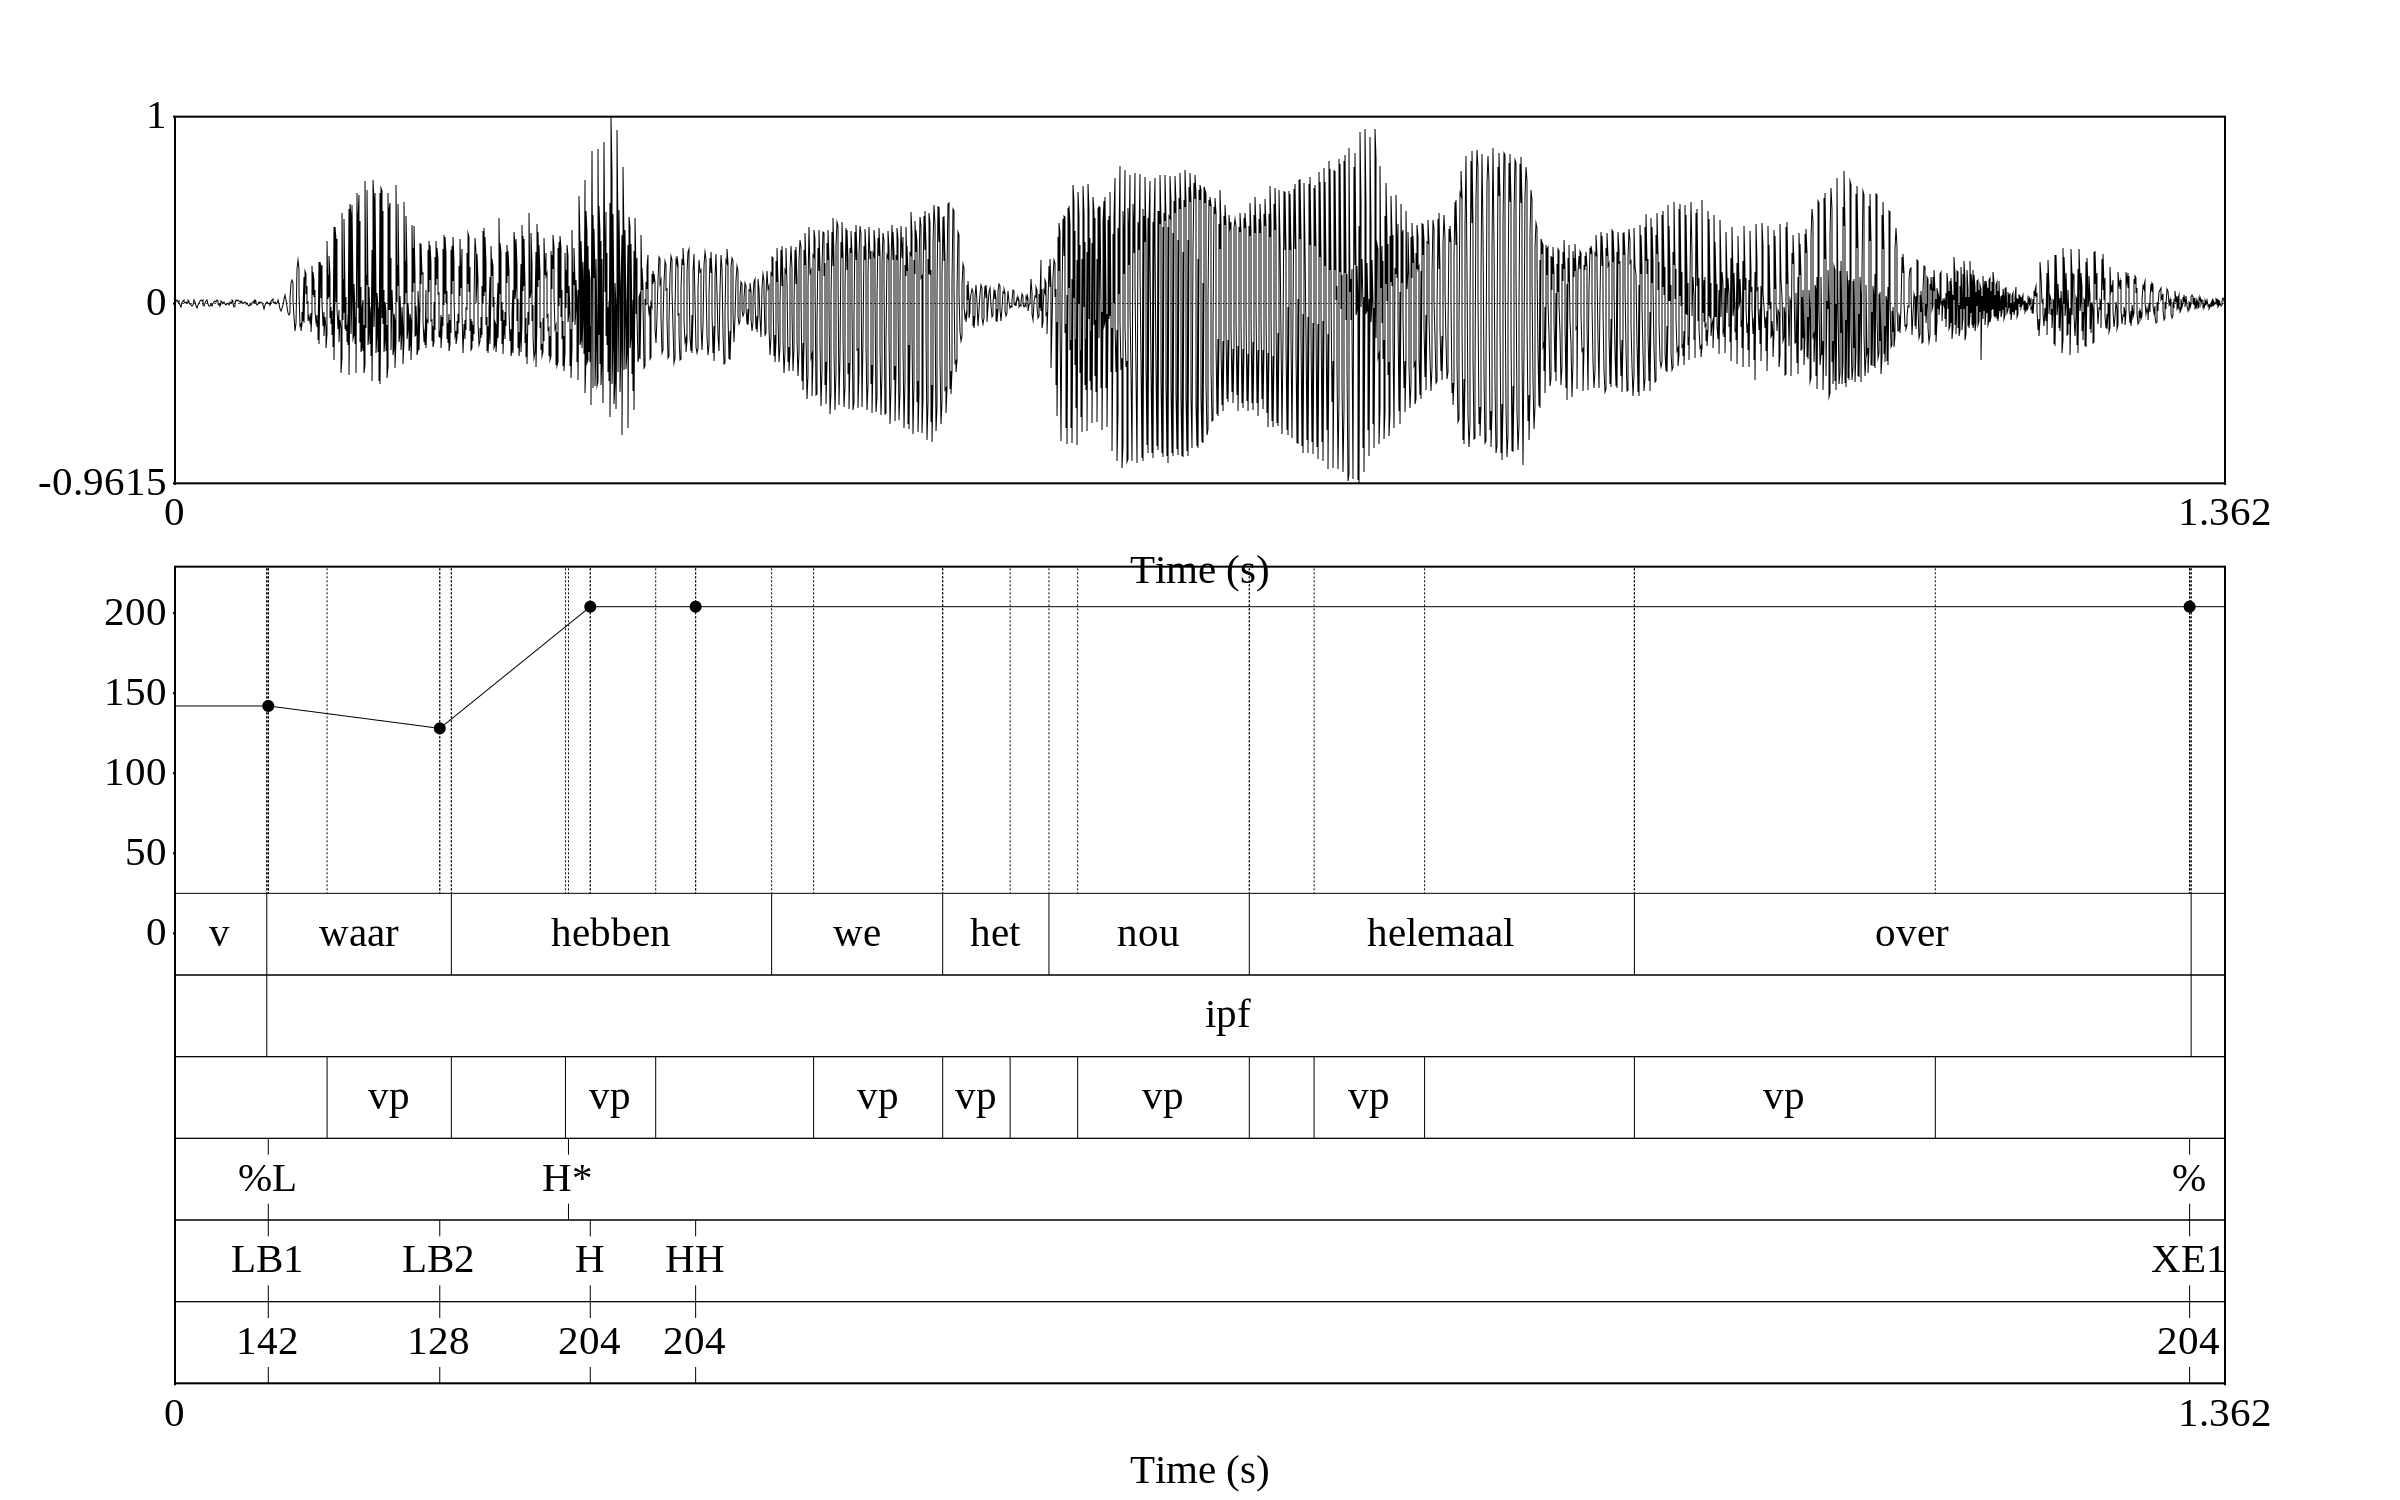 1
0
-0.9615
0 1.362
Time (s)
200
150
100
50
0 v waar hebben we het nou helemaal over
ipf
vp vp vp vp vp vp vp
%L H* %
LB1 LB2 H HH XE1
142 128 204 204 204
0 1.362
Time (s)